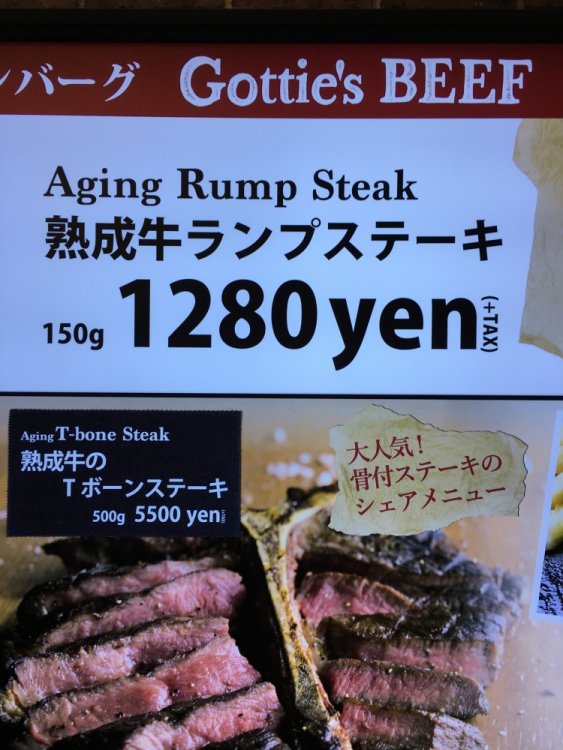 ンバーグ Gottie's BEEF
Aging Rump Steak
熟成牛ランプステーキ
150g 1280 yen (+TAX)
Aging T-bone Steak
熟成牛の
Tボーンステーキ
500g 5500 yen
大人気!
骨付ステーキの
シェアメニュー